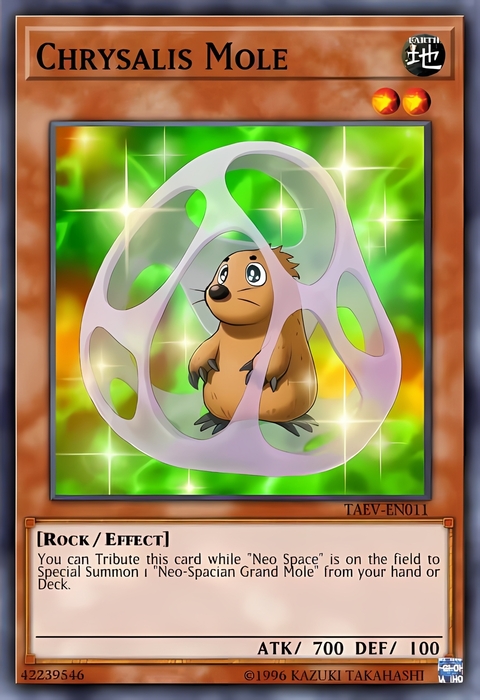 Chrysalis Mole
EARTH
地
TAEV-EN011
[Rock / Effect]
You can Tribute this card while "Neo Space" is on the field to
Special Summon 1 "Neo-Spacian Grand Mole" from your hand or
Deck.
ATK/ 700 DEF/ 100
42239546
©1996 KAZUKI TAKAHASHI